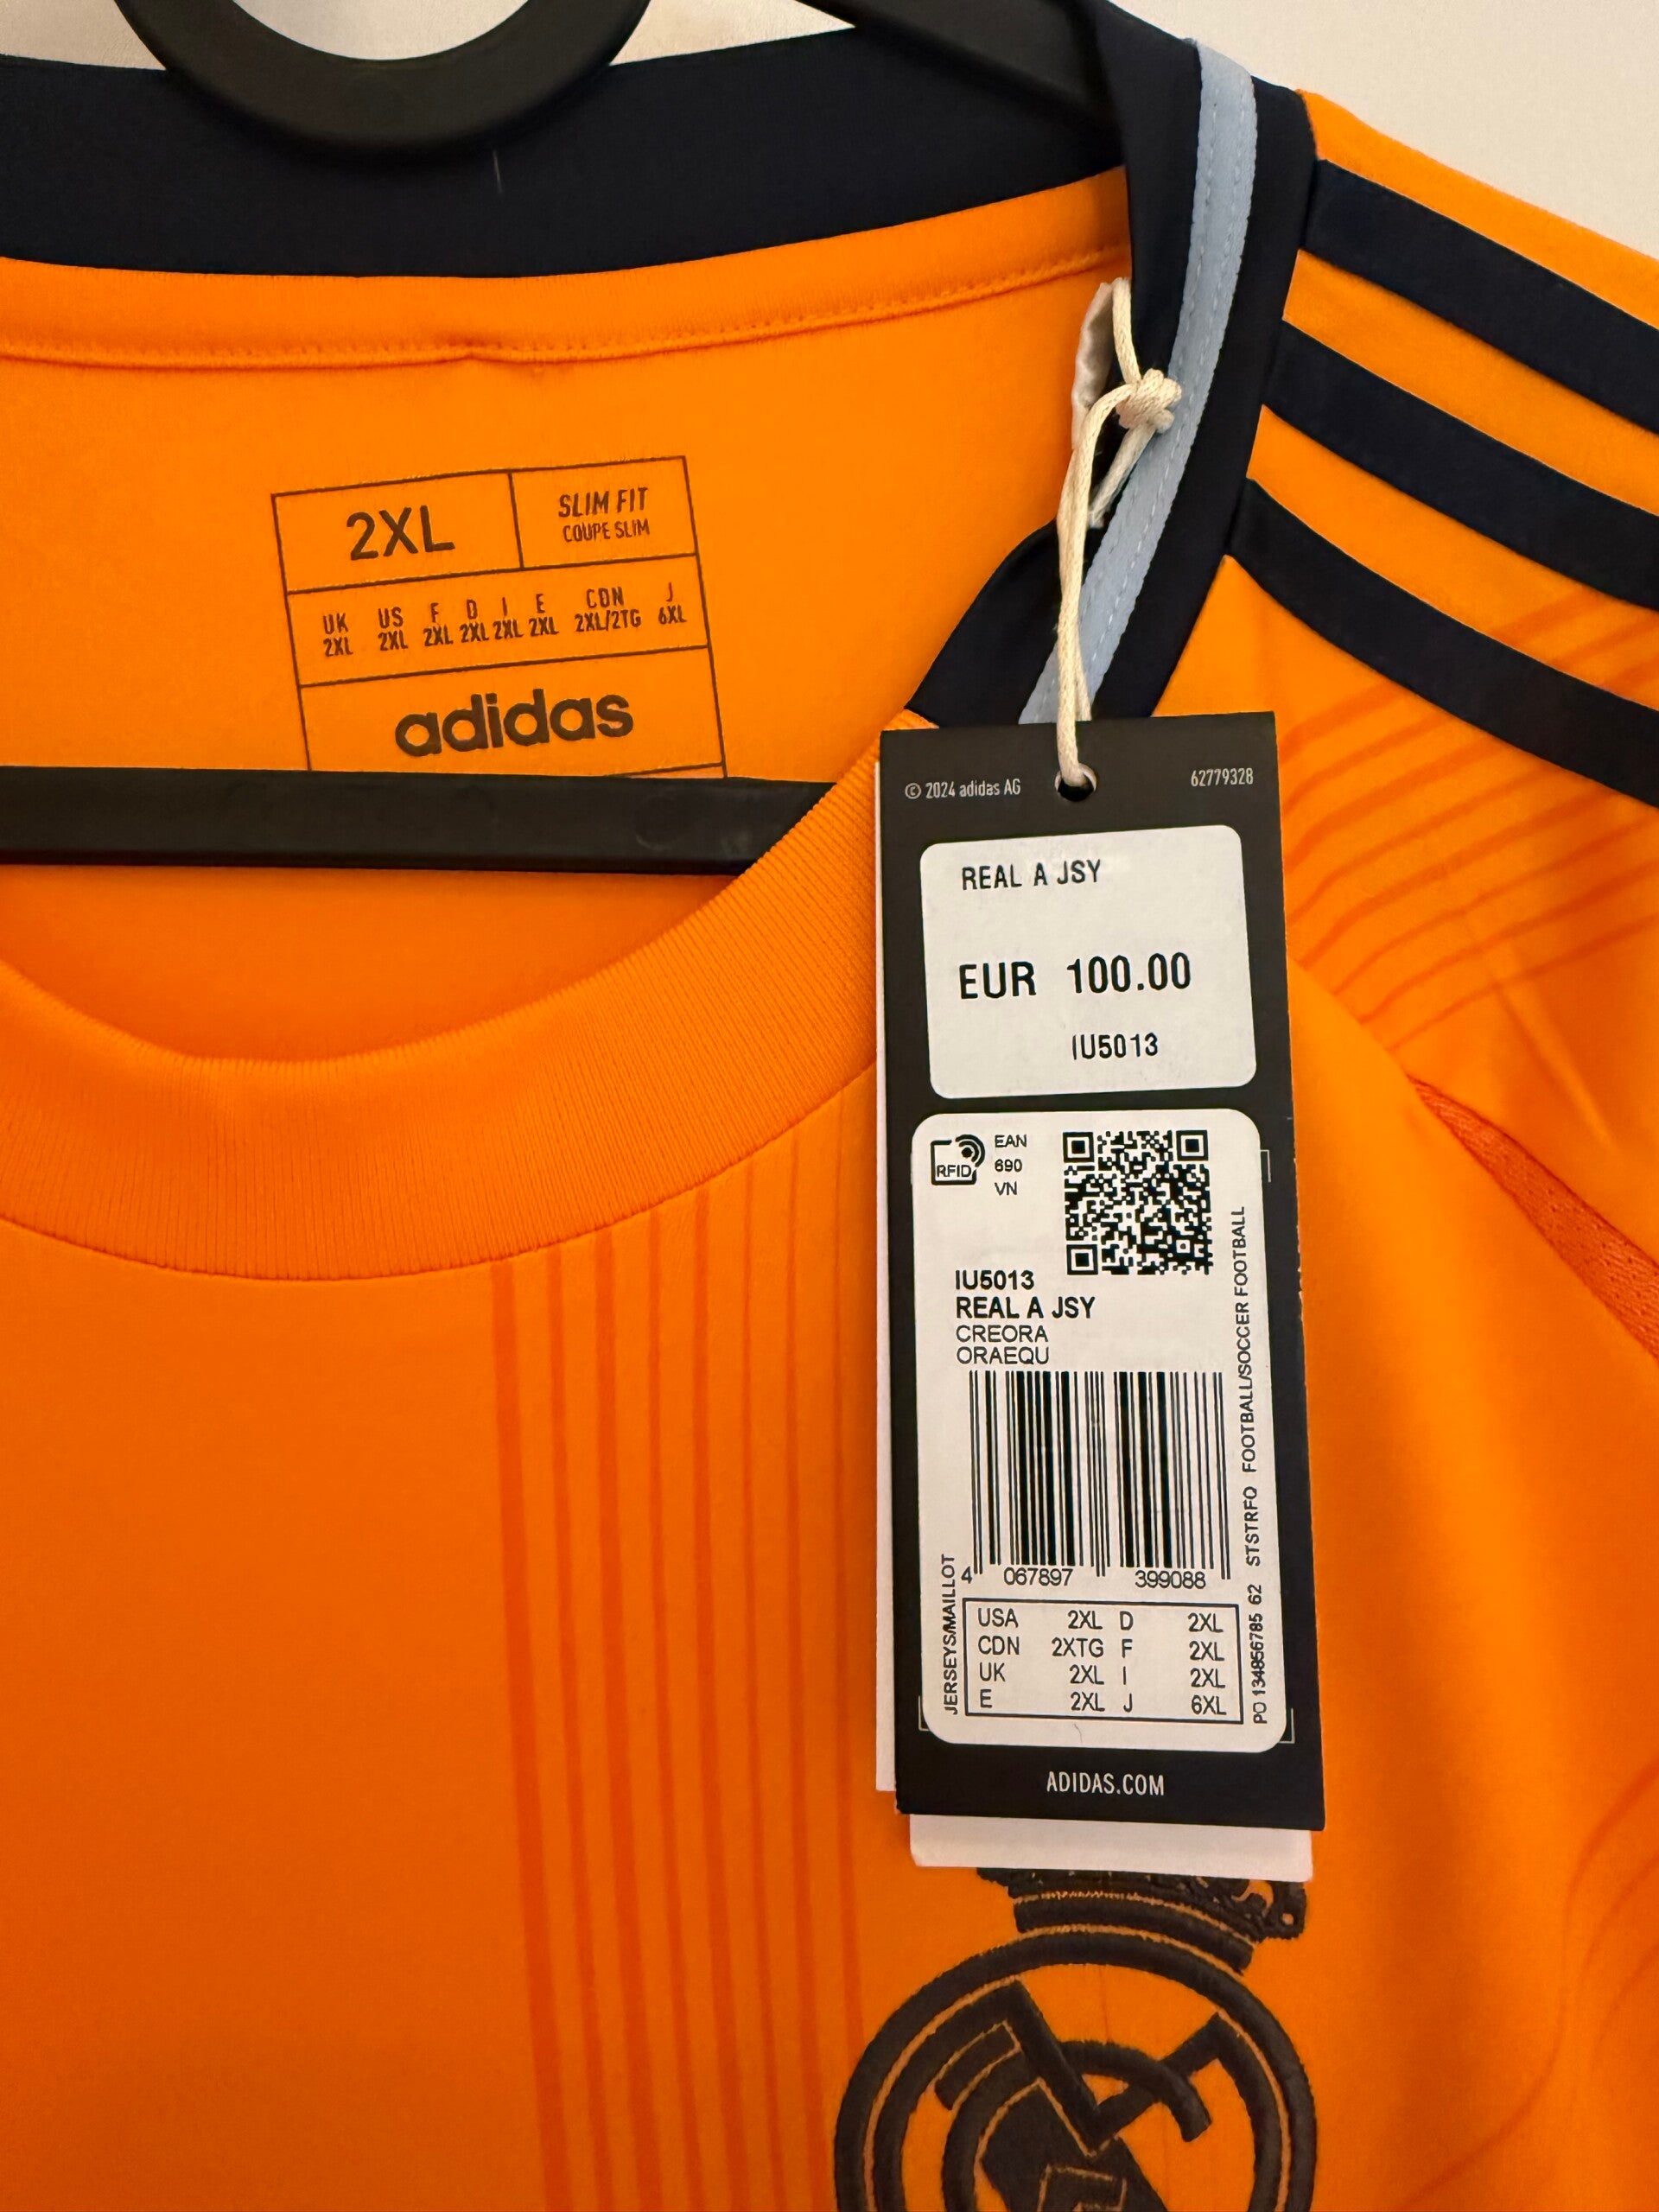 2XL
SLIM FIT
COUPE SLIM
UK US F D I E CDN J
2XL 2XL 2XL 2XL 2XL 2XL 2XL/2TG 6XL
adidas
© 2024 adidas AG 62779328
REAL A JSY
EUR 100.00
IU5013
RFID
EAN
690
VN
IU5013
REAL A JSY
CREORA
ORAEQU
4 067897 399088
JERSEYS/MAILLOT
USA 2XL D 2XL
CDN 2XTG F 2XL
UK 2XL I 2XL
E 2XL J 6XL
PO 134856785 62 STSTRFO FOOTBALL/SOCCER FOOTBALL
ADIDAS.COM